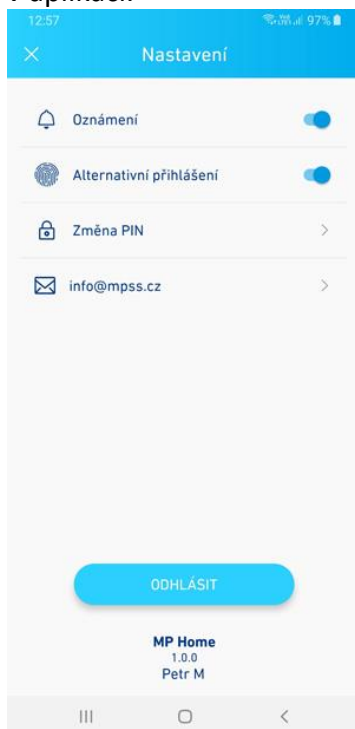 12:57
97%
Nastavení
Oznámení
Alternativní přihlášení
Změna PIN
info@mpss.cz
ODHLÁSIT
MP Home
1.0.0
Petr M